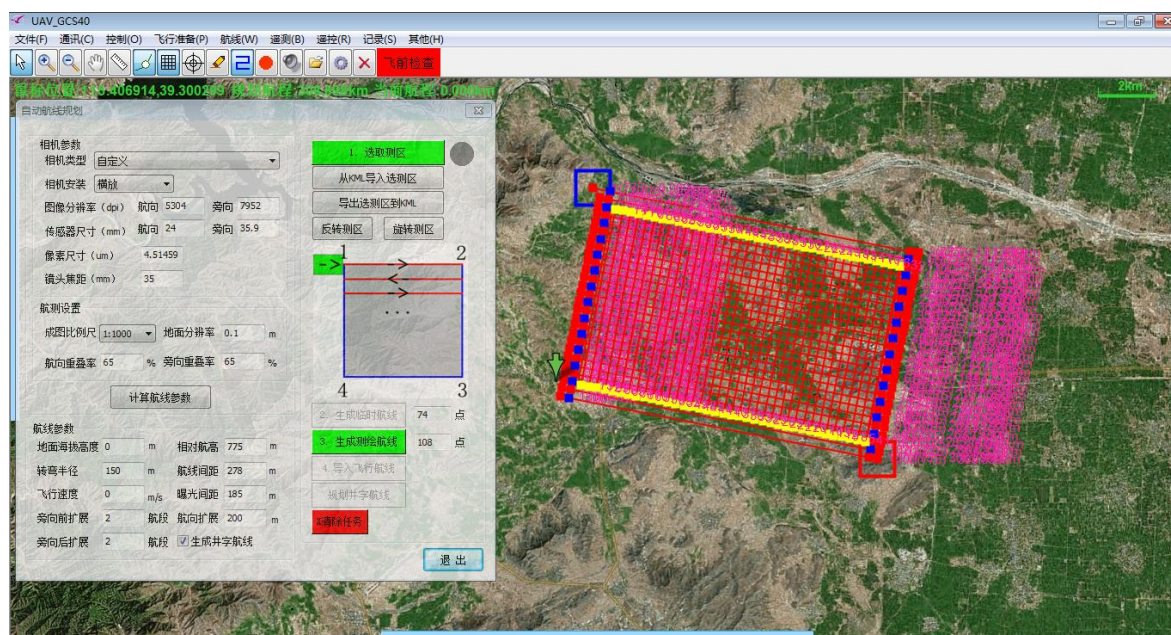 UAV_GCS40
文件(F) 通讯(C) 控制(O) 飞行准备(P) 航线(W) 遥测(B) 遥控(R) 记录(S) 其他(H)
飞前检查
2km
自动航线规划
相机参数
相机类型 自定义
相机安装 横放
图像分辨率(dpi) 航向 5304 旁向 7952
传感器尺寸(mm) 航向 24 旁向 35.9
像素尺寸(um) 4.51459
镜头焦距(mm) 35
航测设置
成图比例尺 1:1000 地面分辨率 0.1 m
航向重叠率 65 % 旁向重叠率 65 %
计算航线参数
航线参数
地面海拔高度 0 m 相对航高 775 m
转弯半径 150 m 航线间距 278 m
飞行速度 0 m/s 曝光间距 185 m
旁向前扩展 2 航段 航向扩展 200 m
旁向后扩展 2 航段 生成井字航线
1. 选取测区
从KML导入选测区
导出选测区到KML
反转测区 旋转测区
1 2
4 3
2. 生成临时航线 74 点
3. 生成测绘航线 108 点
4. 导入飞行航线
规划井字航线
X清除任务
退出